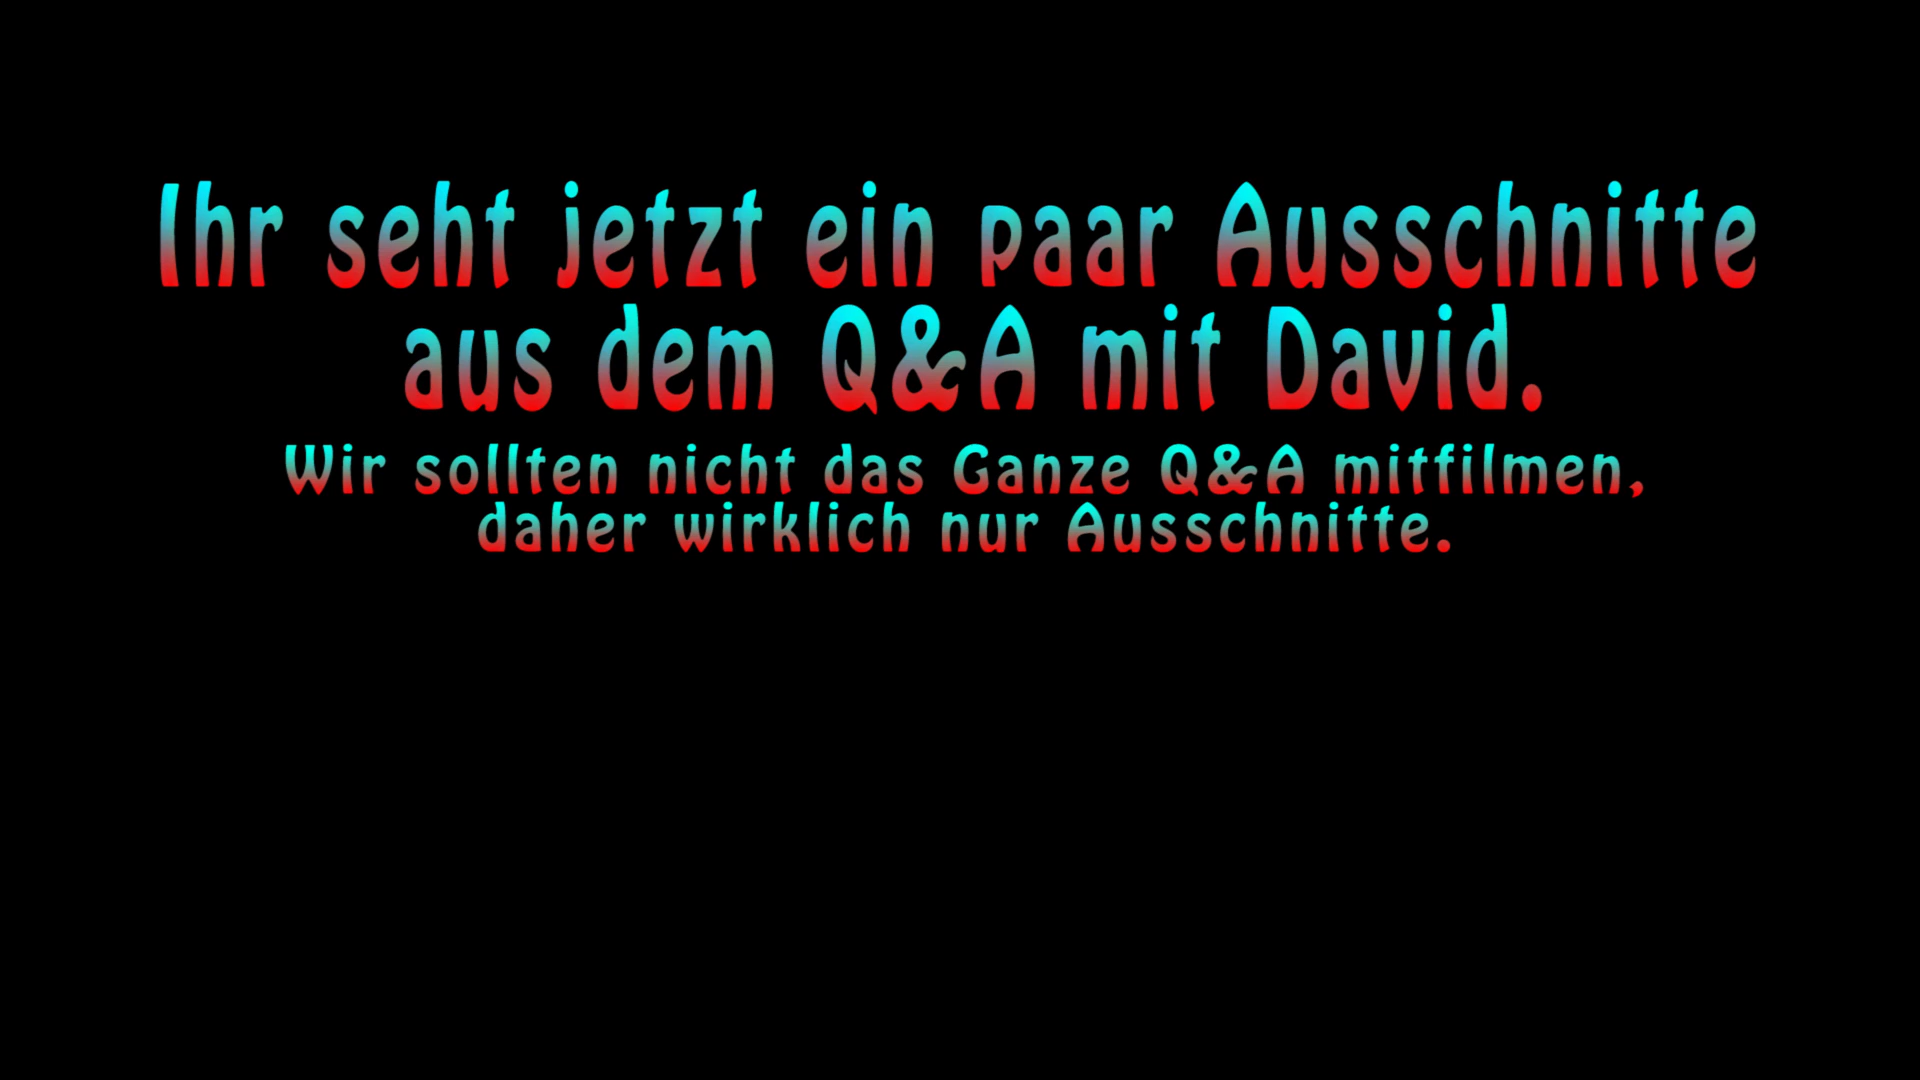 Ihr seht jetzt ein paar Ausschnitte
aus dem Q&A mit David.
Wir sollten nicht das Ganze Q&A mitfilmen,
daher wirklich nur Ausschnitte.